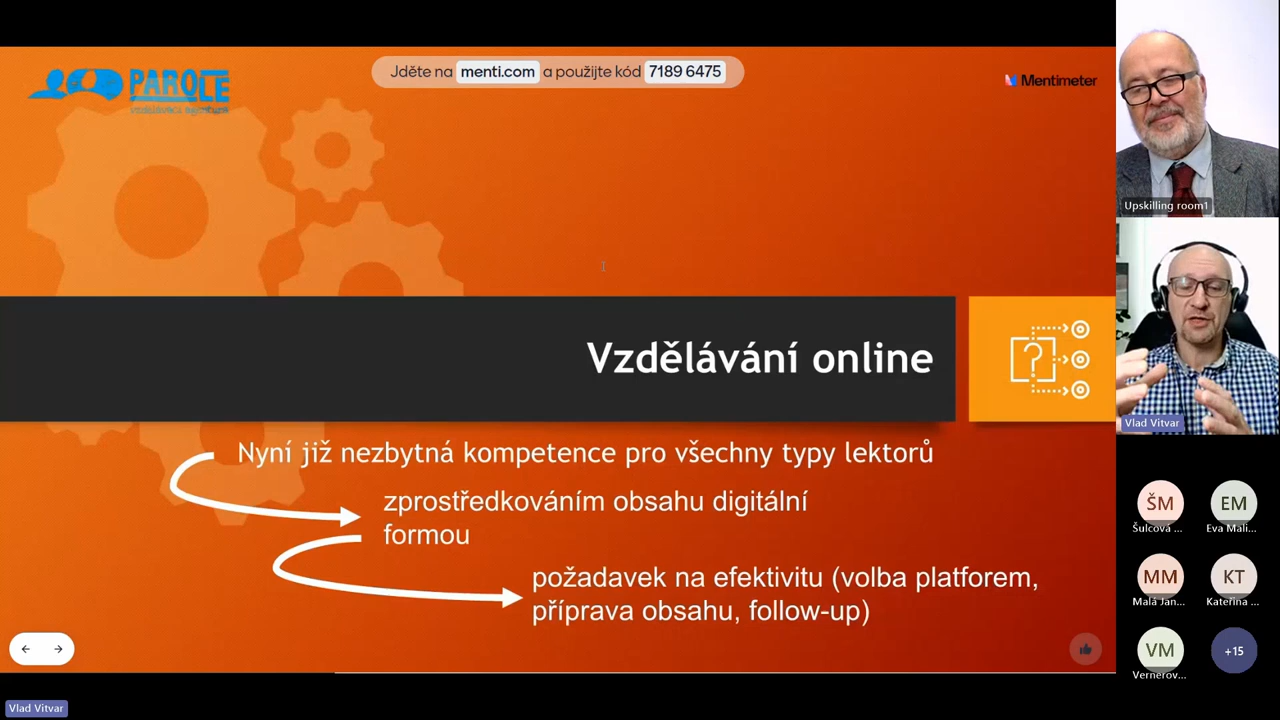 PAROLE
vzdělávací agentura
Jděte na menti.com a použijte kód 7189 6475
Mentimeter
Vzdělávání online
?
Nyní již nezbytná kompetence pro všechny typy lektorů
zprostředkováním obsahu digitální
formou
požadavek na efektivitu (volba platforem,
příprava obsahu, follow-up)
Upskilling room1
Vlad Vitvar
ŠM
Šulcová ...
EM
Eva Mali...
MM
Malá Jan...
KT
Kateřina ...
VM
Vernerov...
+15
Vlad Vitvar